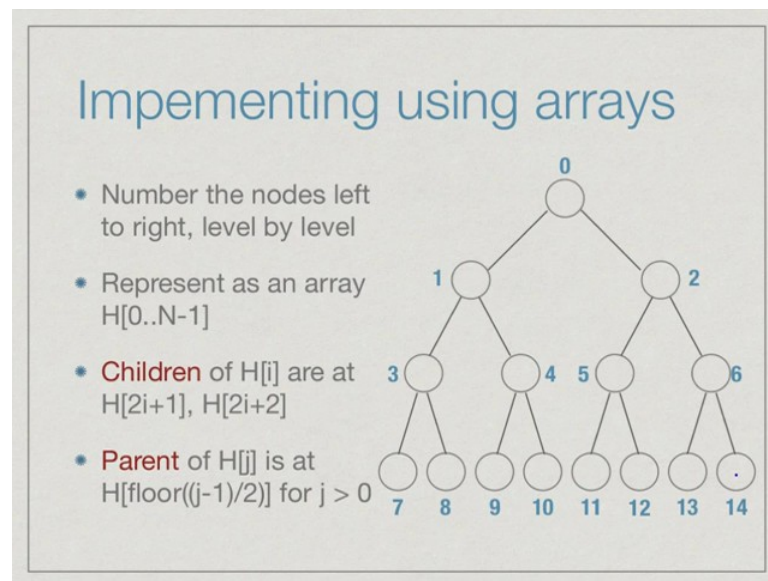 Impementing using arrays
Number the nodes left
to right, level by level
Represent as an array
H[0..N-1]
Children of H[i] are at
H[2i+1], H[2i+2]
Parent of H[j] is at
H[floor((j-1)/2)] for j > 0
0
1
2
3
4
5
6
7
8
9
10
11
12
13
14